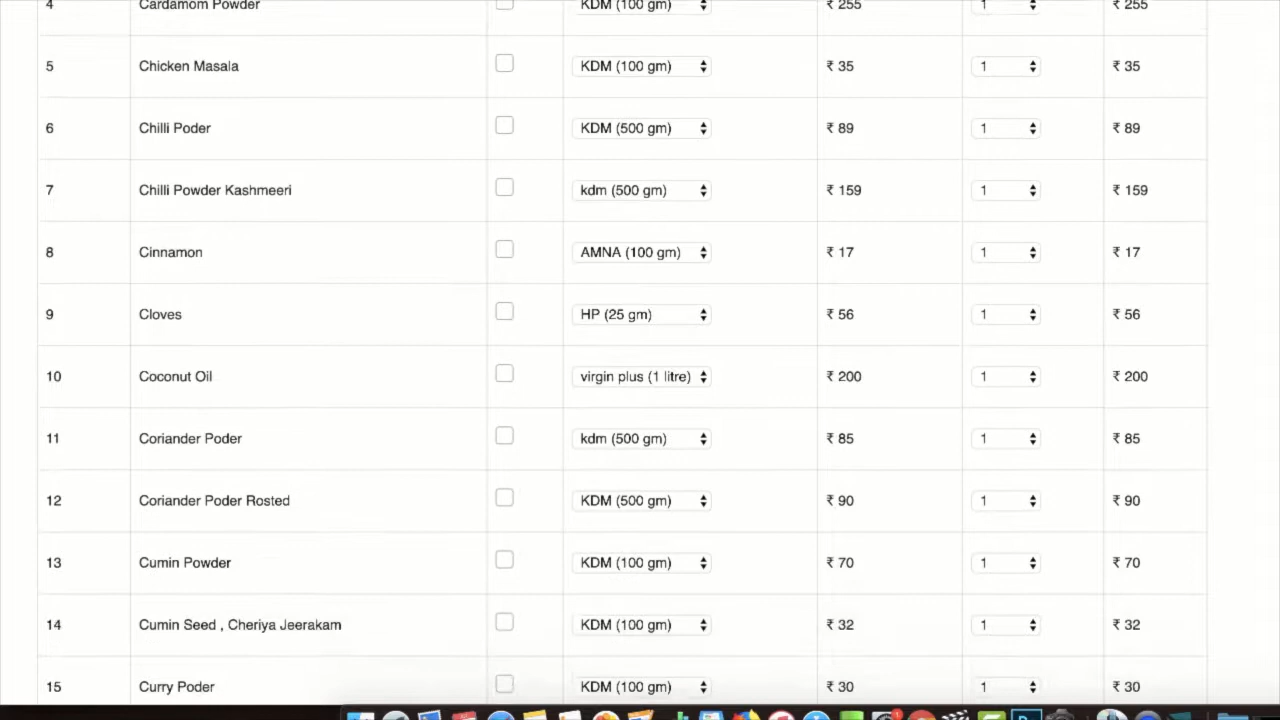 4 Cardamom Powder KDM (100 gm) ₹ 255 1 ₹ 255
5 Chicken Masala KDM (100 gm) ₹ 35 1 ₹ 35
6 Chilli Poder KDM (500 gm) ₹ 89 1 ₹ 89
7 Chilli Powder Kashmeeri kdm (500 gm) ₹ 159 1 ₹ 159
8 Cinnamon AMNA (100 gm) ₹ 17 1 ₹ 17
9 Cloves HP (25 gm) ₹ 56 1 ₹ 56
10 Coconut Oil virgin plus (1 litre) ₹ 200 1 ₹ 200
11 Coriander Poder kdm (500 gm) ₹ 85 1 ₹ 85
12 Coriander Poder Rosted KDM (500 gm) ₹ 90 1 ₹ 90
13 Cumin Powder KDM (100 gm) ₹ 70 1 ₹ 70
14 Cumin Seed , Cheriya Jeerakam KDM (100 gm) ₹ 32 1 ₹ 32
15 Curry Poder KDM (100 gm) ₹ 30 1 ₹ 30